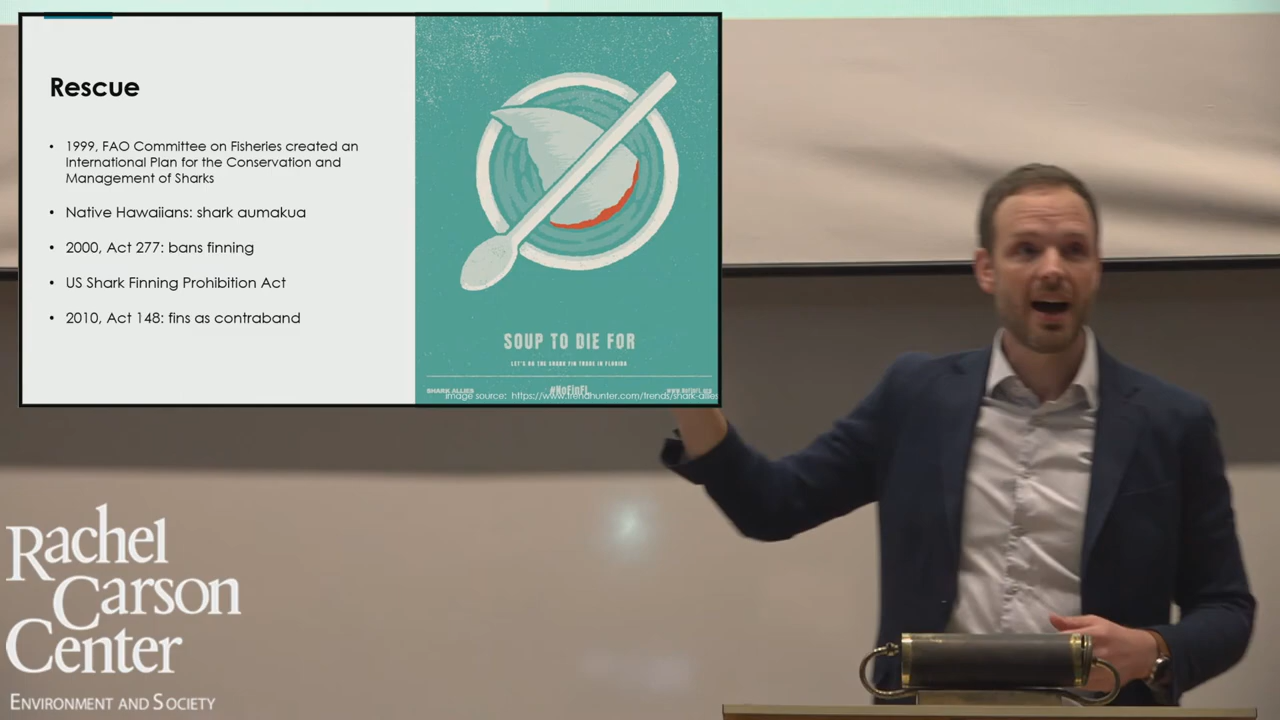 Rescue
• 1999, FAO Committee on Fisheries created an
International Plan for the Conservation and
Management of Sharks
• Native Hawaiians: shark aumakua
• 2000, Act 277: bans finning
• US Shark Finning Prohibition Act
• 2010, Act 148: fins as contraband
SOUP TO DIE FOR
LET'S END THE SHARK FIN TRADE IN FLORIDA
SHARK ALLIES
#NoFinFL
image source: https://www.trendhunter.com/trends/shark-allies
Rachel
Carson
Center
ENVIRONMENT AND SOCIETY